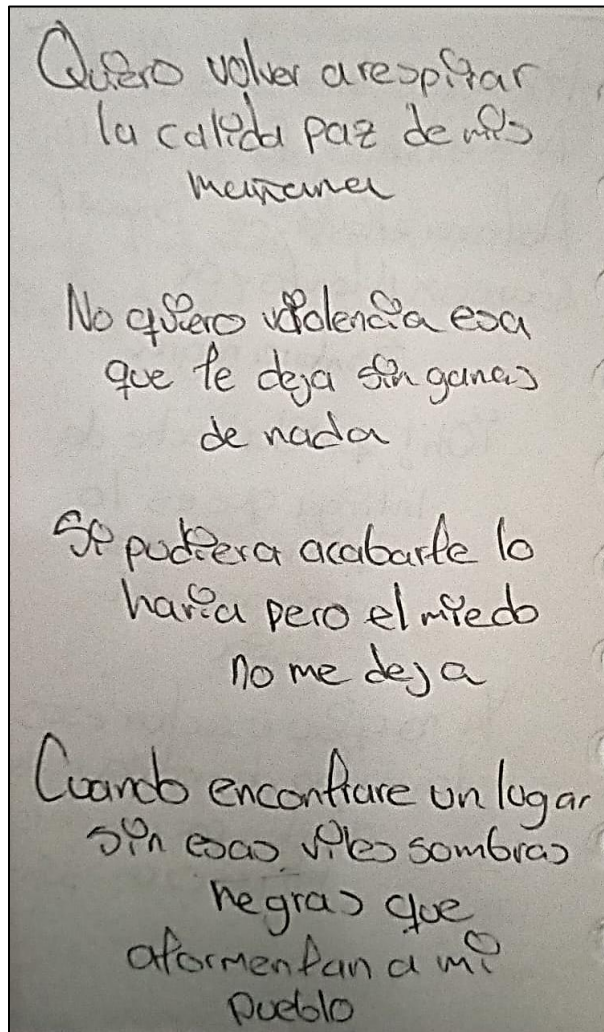 Quiero volver a respirar
la calida paz de mis
mañana
No quiero violencia esa
que te deja sin ganas
de nada
Si pudiera acabarte lo
haria pero el miedo
no me deja
Cuando encontrare un lugar
sin esas viles sombras
negras que
atormentan a mi
pueblo